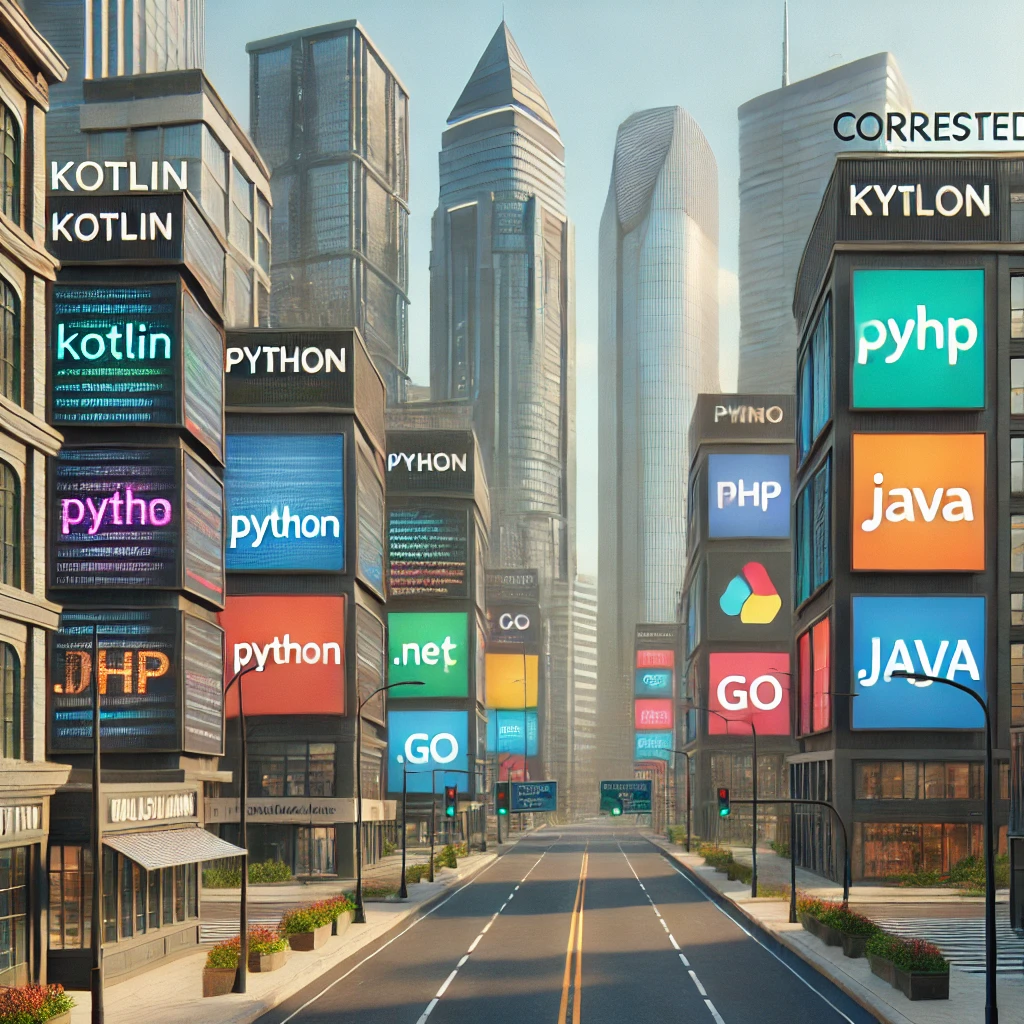 KOTLIN
KOTLIN
kotlin
pytho
.DHP
PYTHON
python
python
PYHON
.net
.GO
GO
PYINO
PHP
GO
CORRESTED
KYTLON
pyhp
java
JAVA